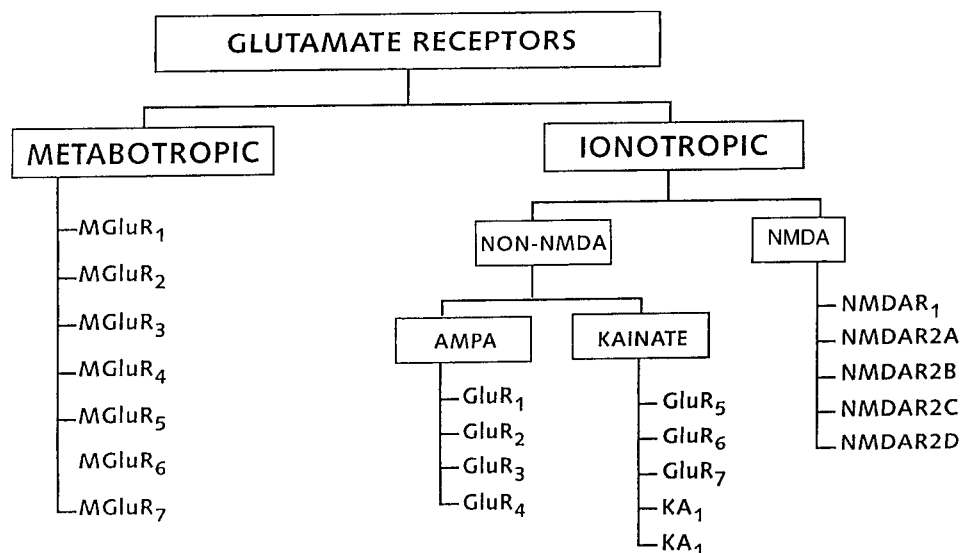 GLUTAMATE RECEPTORS
METABOTROPIC
MGluR₁
MGluR₂
MGluR₃
MGluR₄
MGluR₅
MGluR₆
MGluR₇
IONOTROPIC
NON-NMDA
AMPA
GluR₁
GluR₂
GluR₃
GluR₄
KAINATE
GluR₅
GluR₆
GluR₇
KA₁
KA₁
NMDA
NMDAR₁
NMDAR2A
NMDAR2B
NMDAR2C
NMDAR2D